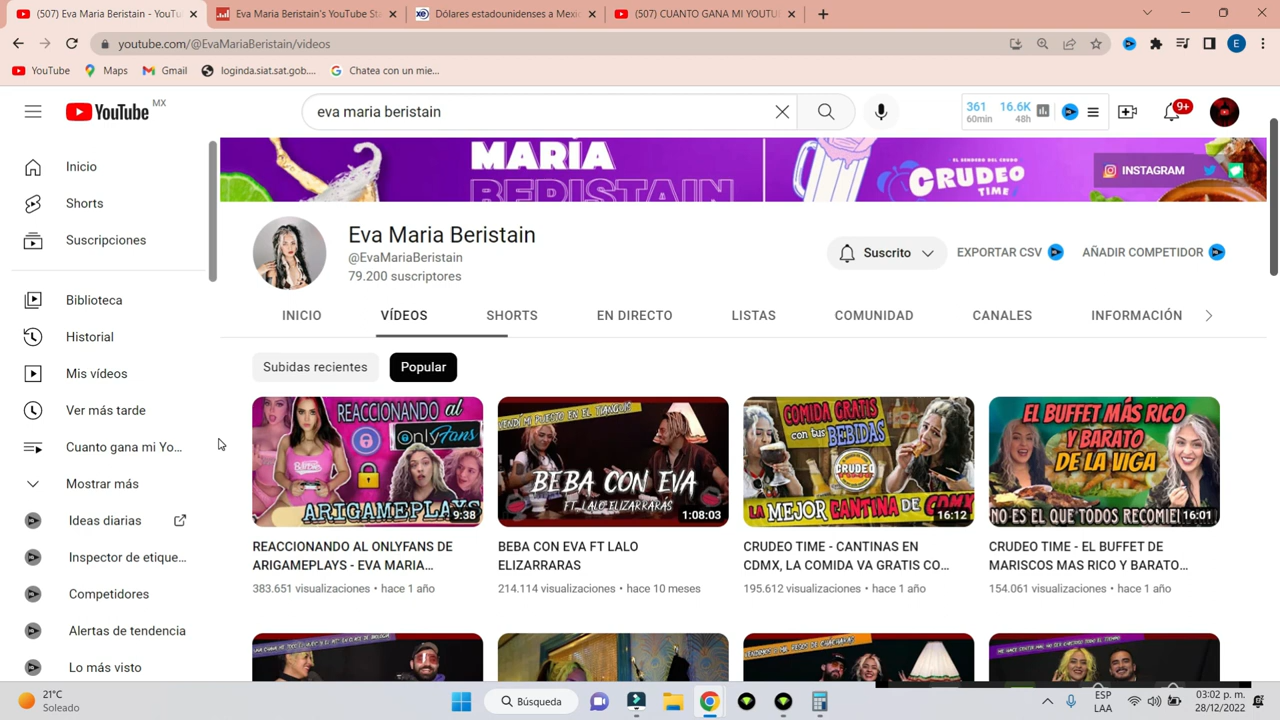 (507) Eva Maria Beristain - YouTu
Eva Maria Beristain's YouTube St
Dólares estadounidenses a Mexic
(507) CUANTO GANA MI YOUTU
youtube.com/@EvaMariaBeristain/videos
E
YouTube
Maps
Gmail
loginda.siat.sat.gob....
Chatea con un mie...
YouTube MX
eva maria beristain
361
60min
16.6K
48h
9+
Inicio
Shorts
Suscripciones
Biblioteca
Historial
Mis vídeos
Ver más tarde
Cuanto gana mi Yo...
Mostrar más
Ideas diarias
Inspector de etique...
Competidores
Alertas de tendencia
Lo más visto
MARÍA
BERISTAIN
CRUDEO
TIME
INSTAGRAM
Eva Maria Beristain
@EvaMariaBeristain
79.200 suscriptores
Suscrito
EXPORTAR CSV
AÑADIR COMPETIDOR
INICIO
VÍDEOS
SHORTS
EN DIRECTO
LISTAS
COMUNIDAD
CANALES
INFORMACIÓN
Subidas recientes
Popular
REACCIONANDO al
OnlyFans
ARIGAMEPLAYS
9:38
REACCIONANDO AL ONLYFANS DE
ARIGAMEPLAYS - EVA MARIA...
383.651 visualizaciones • hace 1 año
VENDÍ MI PUESTO EN EL TIANGUIS
BEBA CON EVA
FT. LALO ELIZARRARÁS
1:08:03
BEBA CON EVA FT LALO
ELIZARRARAS
214.114 visualizaciones • hace 10 meses
COMIDA GRATIS
con tus
BEBIDAS
CRUDEO
LA MEJOR CANTINA DE CDMX
16:12
CRUDEO TIME - CANTINAS EN
CDMX, LA COMIDA VA GRATIS CO...
195.612 visualizaciones • hace 1 año
EL BUFFET MÁS RICO
Y BARATO
DE LA VIGA
NO ES EL QUE TODOS RECOMIEN
16:01
CRUDEO TIME - EL BUFFET DE
MARISCOS MAS RICO Y BARATO...
154.061 visualizaciones • hace 1 año
21°C
Soleado
Búsqueda
ESP
LAA
03:02 p. m.
28/12/2022